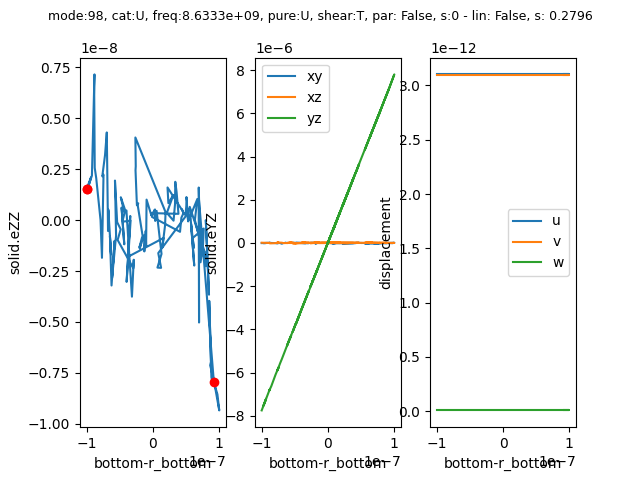 mode:98, cat:U, freq:8.6333e+09, pure:U, shear:T, par: False, s:0 - lin: False, s: 0.2796
1e−8
0.75
0.50
0.25
0.00
−0.25
−0.50
−0.75
−1.00
solid.eZZ
−1
0
1
1e−7
bottom-r_bottom
1e−6
8
6
4
2
0
−2
−4
−6
−8
solid.eYZ
xy
xz
yz
−1
0
1
1e−7
bottom-r_bottom
1e−12
3.0
2.5
2.0
1.5
1.0
0.5
0.0
displacement
u
v
w
−1
0
1
1e−7
bottom-r_bottom